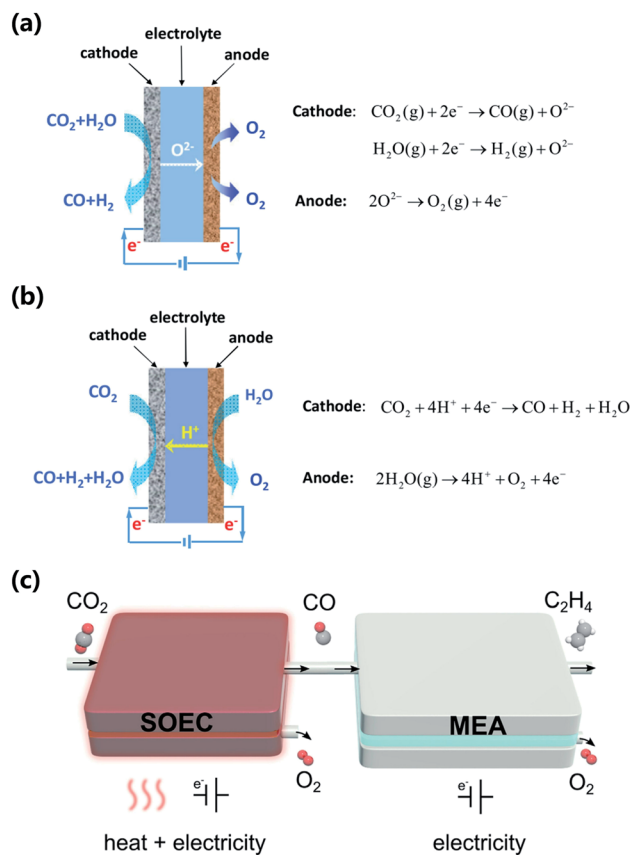 (a)
electrolyte
cathode
anode
CO₂+H₂O
O₂
O²⁻
CO+H₂
O₂
e⁻
e⁻
Cathode: CO₂(g) + 2e⁻ → CO(g) + O²⁻
H₂O(g) + 2e⁻ → H₂(g) + O²⁻
Anode: 2O²⁻ → O₂(g) + 4e⁻
(b)
electrolyte
cathode
anode
CO₂
H₂O
H⁺
CO+H₂+H₂O
O₂
e⁻
e⁻
Cathode: CO₂ + 4H⁺ + 4e⁻ → CO + H₂ + H₂O
Anode: 2H₂O(g) → 4H⁺ + O₂ + 4e⁻
(c)
CO₂
CO
C₂H₄
SOEC
MEA
O₂
O₂
e⁻
e⁻
heat + electricity
electricity